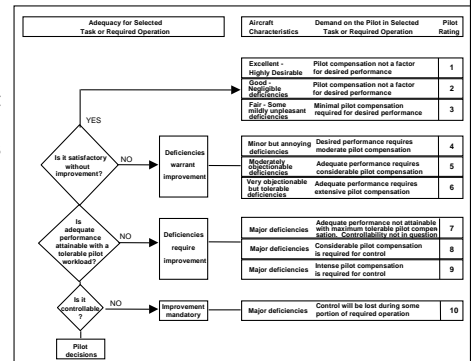 Adequacy for Selected
Task or Required Operation
Aircraft
Characteristics
Demand on the Pilot in Selected
Task or Required Operation
Pilot
Rating
Excellent -
Highly Desirable
Pilot compensation not a factor
for desired performance
1
Good -
Negligible
deficiencies
Pilot compensation not a factor
for desired performance
2
Fair - Some
mildly unpleasant
deficiencies
Minimal pilot compensation
required for desired performance
3
YES
Is it satisfactory
without
improvement?
NO
Deficiencies
warrant
improvement
Minor but annoying
deficiencies
Desired performance requires
moderate pilot compensation
4
Moderately
objectionable
deficiencies
Adequate performance requires
considerable pilot compensation
5
Very objectionable
but tolerable
deficiencies
Adequate performance requires
extensive pilot compensation
6
Is
adequate
performance
attainable with a
tolerable pilot
workload?
NO
Deficiencies
require
improvement
Major deficiencies
Adequate performance not attainable
with maximum tolerable pilot compen
sation. Controllability not in question
7
Major deficiencies
Considerable pilot compensation
is required for control
8
Major deficiencies
Intense pilot compensation
is required for control
9
Is it
controllable
?
NO
Improvement
mandatory
Major deficiencies
Control will be lost during some
portion of required operation
10
Pilot
decisions